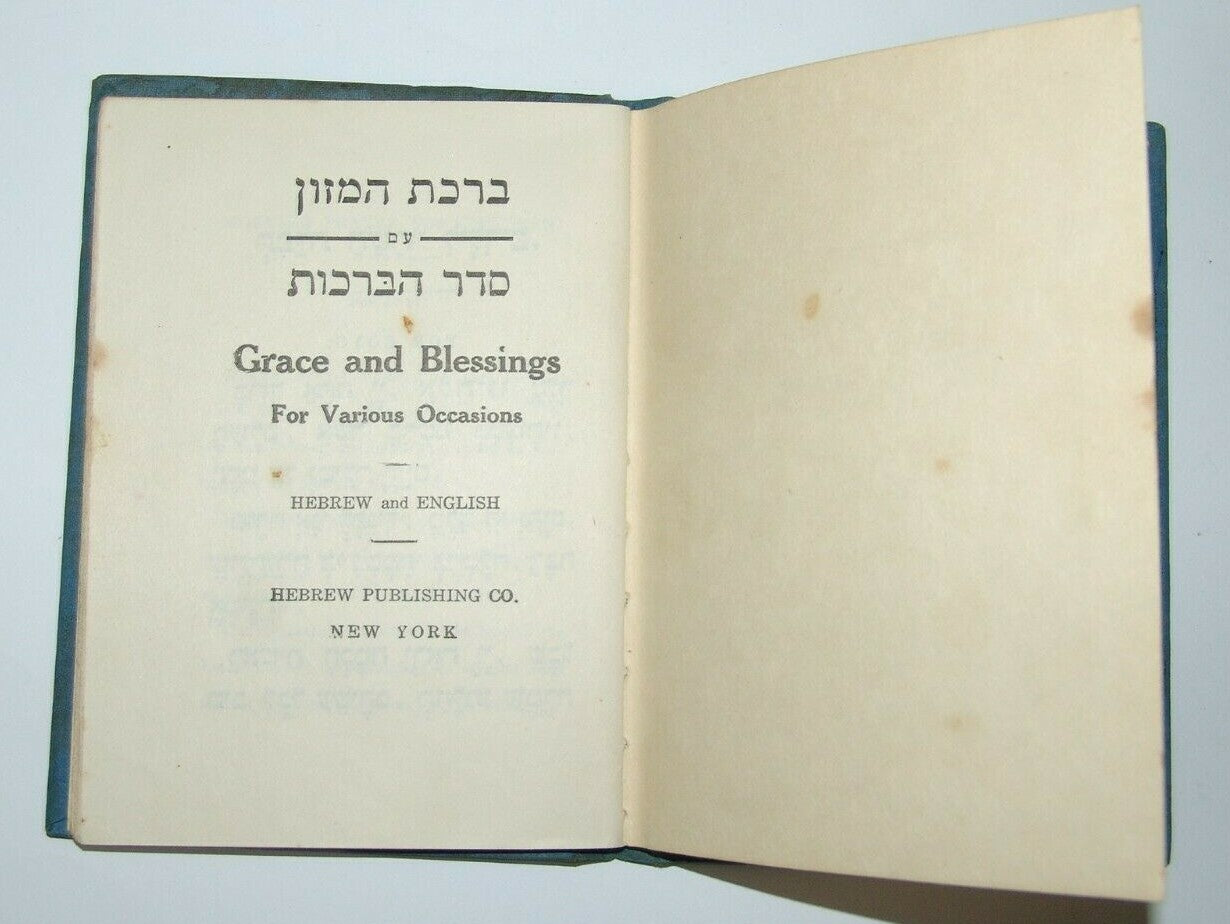 ברכת המזון
עם
סדר הברכות
Grace and Blessings
For Various Occasions
HEBREW and ENGLISH
HEBREW PUBLISHING CO.
NEW YORK